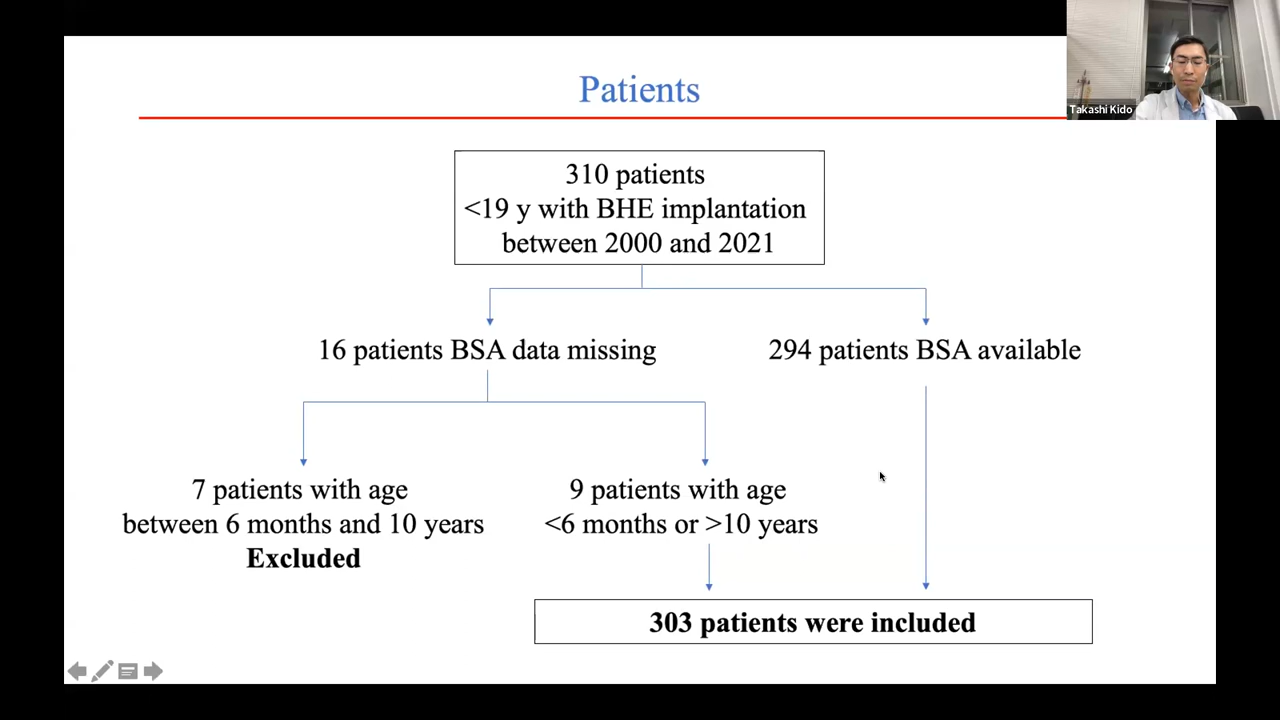 Patients
Takashi Kido
310 patients
<19 y with BHE implantation
between 2000 and 2021
16 patients BSA data missing
294 patients BSA available
7 patients with age
between 6 months and 10 years
Excluded
9 patients with age
<6 months or >10 years
303 patients were included